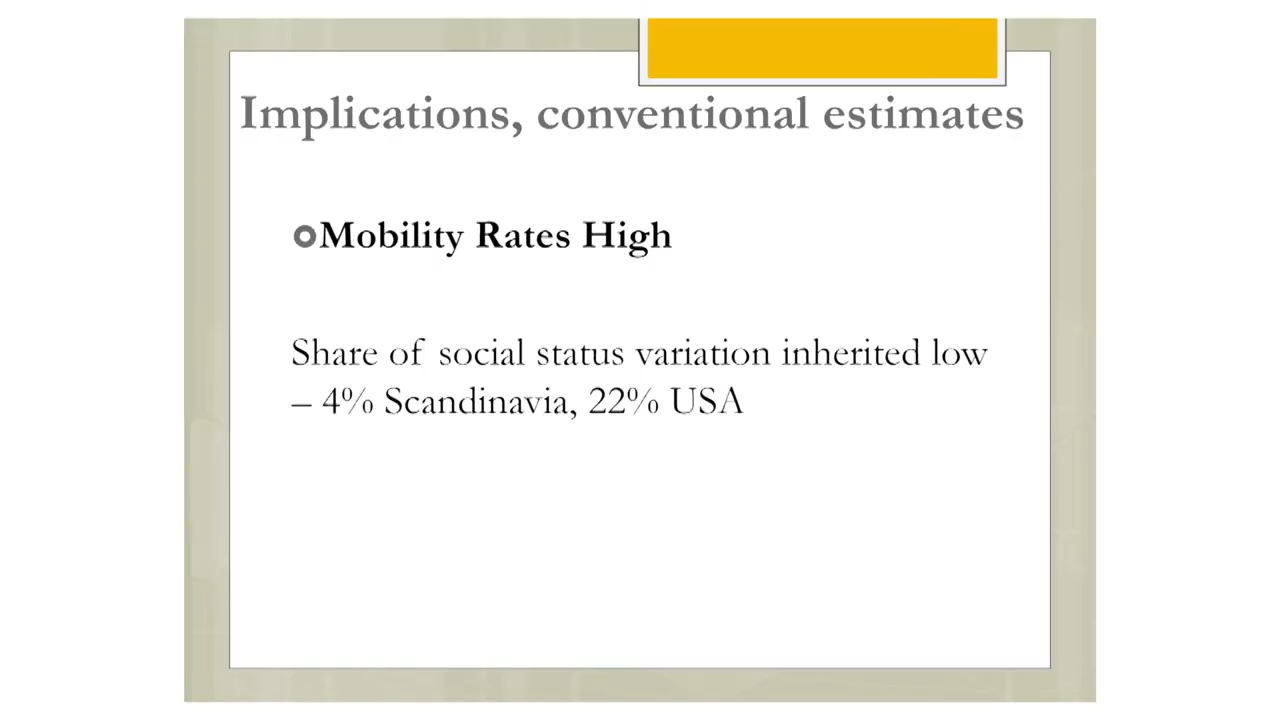 Implications, conventional estimates
Mobility Rates High
Share of social status variation inherited low
– 4% Scandinavia, 22% USA